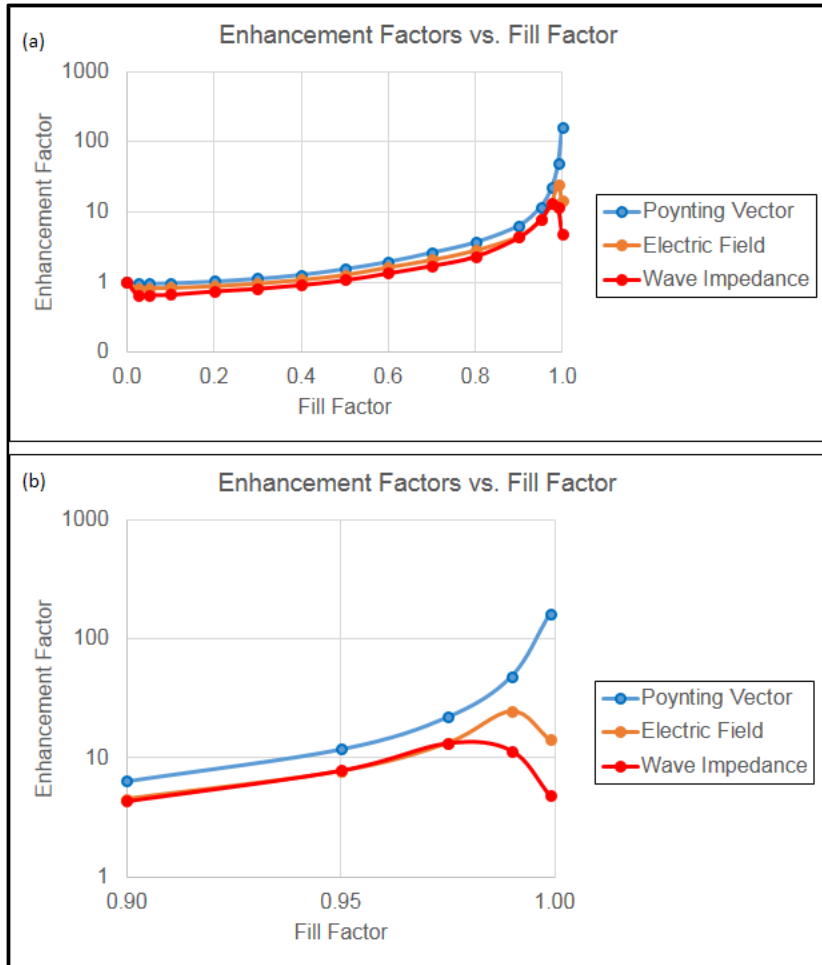 (a)
Enhancement Factors vs. Fill Factor
1000
100
10
1
0
Enhancement Factor
0.0 0.2 0.4 0.6 0.8 1.0
Fill Factor
Poynting Vector
Electric Field
Wave Impedance
(b)
Enhancement Factors vs. Fill Factor
1000
100
10
1
Enhancement Factor
0.90 0.95 1.00
Fill Factor
Poynting Vector
Electric Field
Wave Impedance